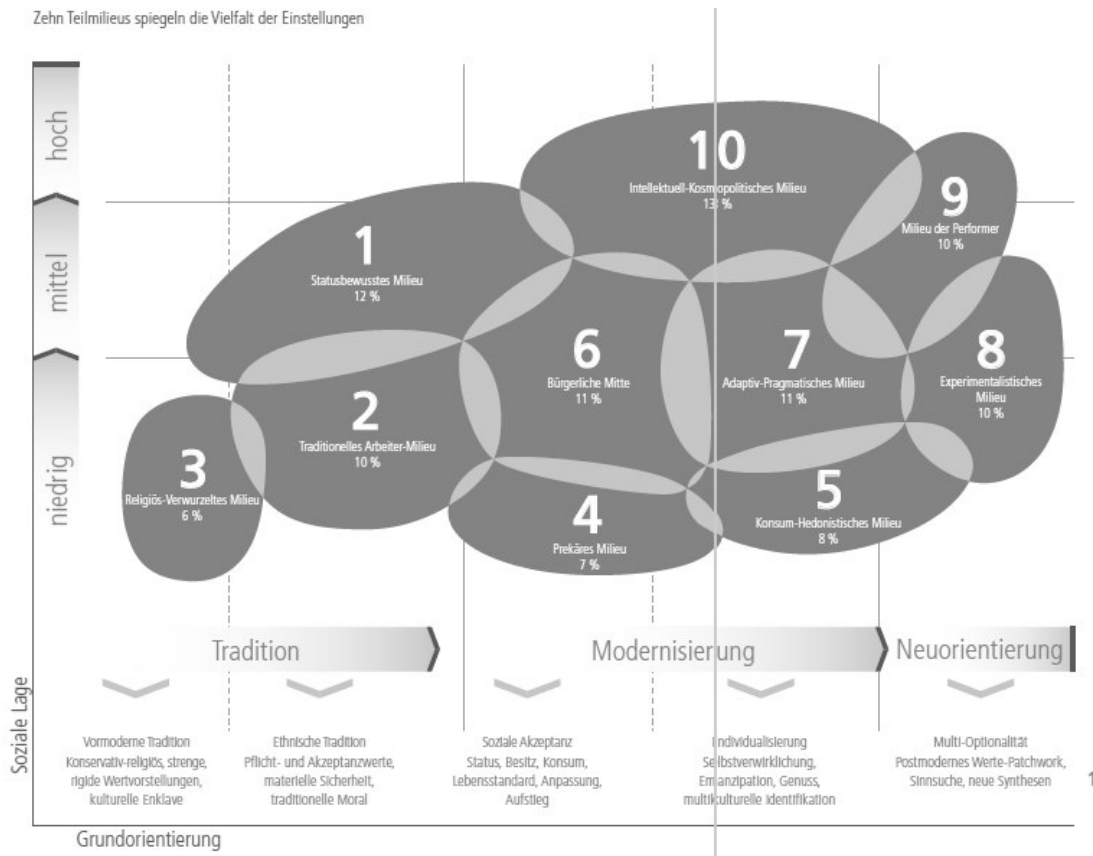 Zehn Teilmilieus spiegeln die Vielfalt der Einstellungen
hoch
mittel
niedrig
Soziale Lage
10
Intellektuell-Kosmopolitisches Milieu
13 %
9
Milieu der Performer
10 %
1
Statusbewusstes Milieu
12 %
6
Bürgerliche Mitte
11 %
7
Adaptiv-Pragmatisches Milieu
11 %
8
Experimentalistisches
Milieu
10 %
2
Traditionelles Arbeiter-Milieu
10 %
3
Religiös-Verwurzeltes Milieu
6 %
4
Prekäres Milieu
7 %
5
Konsum-Hedonistisches Milieu
8 %
Tradition
Modernisierung
Neuorientierung
Vormoderne Tradition
Konservativ-religiös, strenge,
rigide Wertvorstellungen,
kulturelle Enklave
Ethnische Tradition
Pflicht- und Akzeptanzwerte,
materielle Sicherheit,
traditionelle Moral
Soziale Akzeptanz
Status, Besitz, Konsum,
Lebensstandard, Anpassung,
Aufstieg
Individualisierung
Selbstverwirklichung,
Emanzipation, Genuss,
multikulturelle Identifikation
Multi-Optionalität
Postmodernes Werte-Patchwork,
Sinnsuche, neue Synthesen
1
Grundorientierung